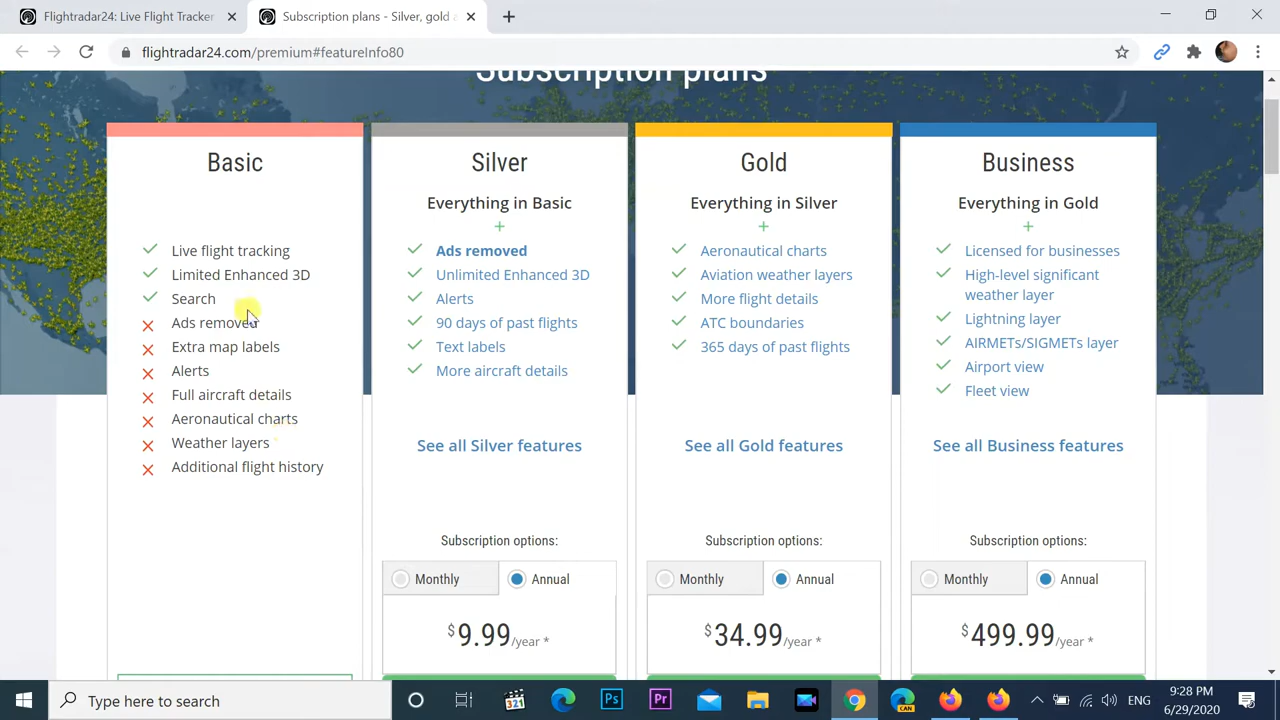 Flightradar24: Live Flight Tracker
Subscription plans - Silver, gold a
flightradar24.com/premium#featureInfo80
Subscription plans
Basic
Live flight tracking
Limited Enhanced 3D
Search
Ads removed
Extra map labels
Alerts
Full aircraft details
Aeronautical charts
Weather layers
Additional flight history
Silver
Everything in Basic
+
Ads removed
Unlimited Enhanced 3D
Alerts
90 days of past flights
Text labels
More aircraft details
See all Silver features
Subscription options:
Monthly
Annual
$9.99/year *
Gold
Everything in Silver
+
Aeronautical charts
Aviation weather layers
More flight details
ATC boundaries
365 days of past flights
See all Gold features
Subscription options:
Monthly
Annual
$34.99/year *
Business
Everything in Gold
+
Licensed for businesses
High-level significant
weather layer
Lightning layer
AIRMETs/SIGMETs layer
Airport view
Fleet view
See all Business features
Subscription options:
Monthly
Annual
$499.99/year *
Type here to search
321
Ps
Pr
CAN
ENG
9:28 PM
6/29/2020